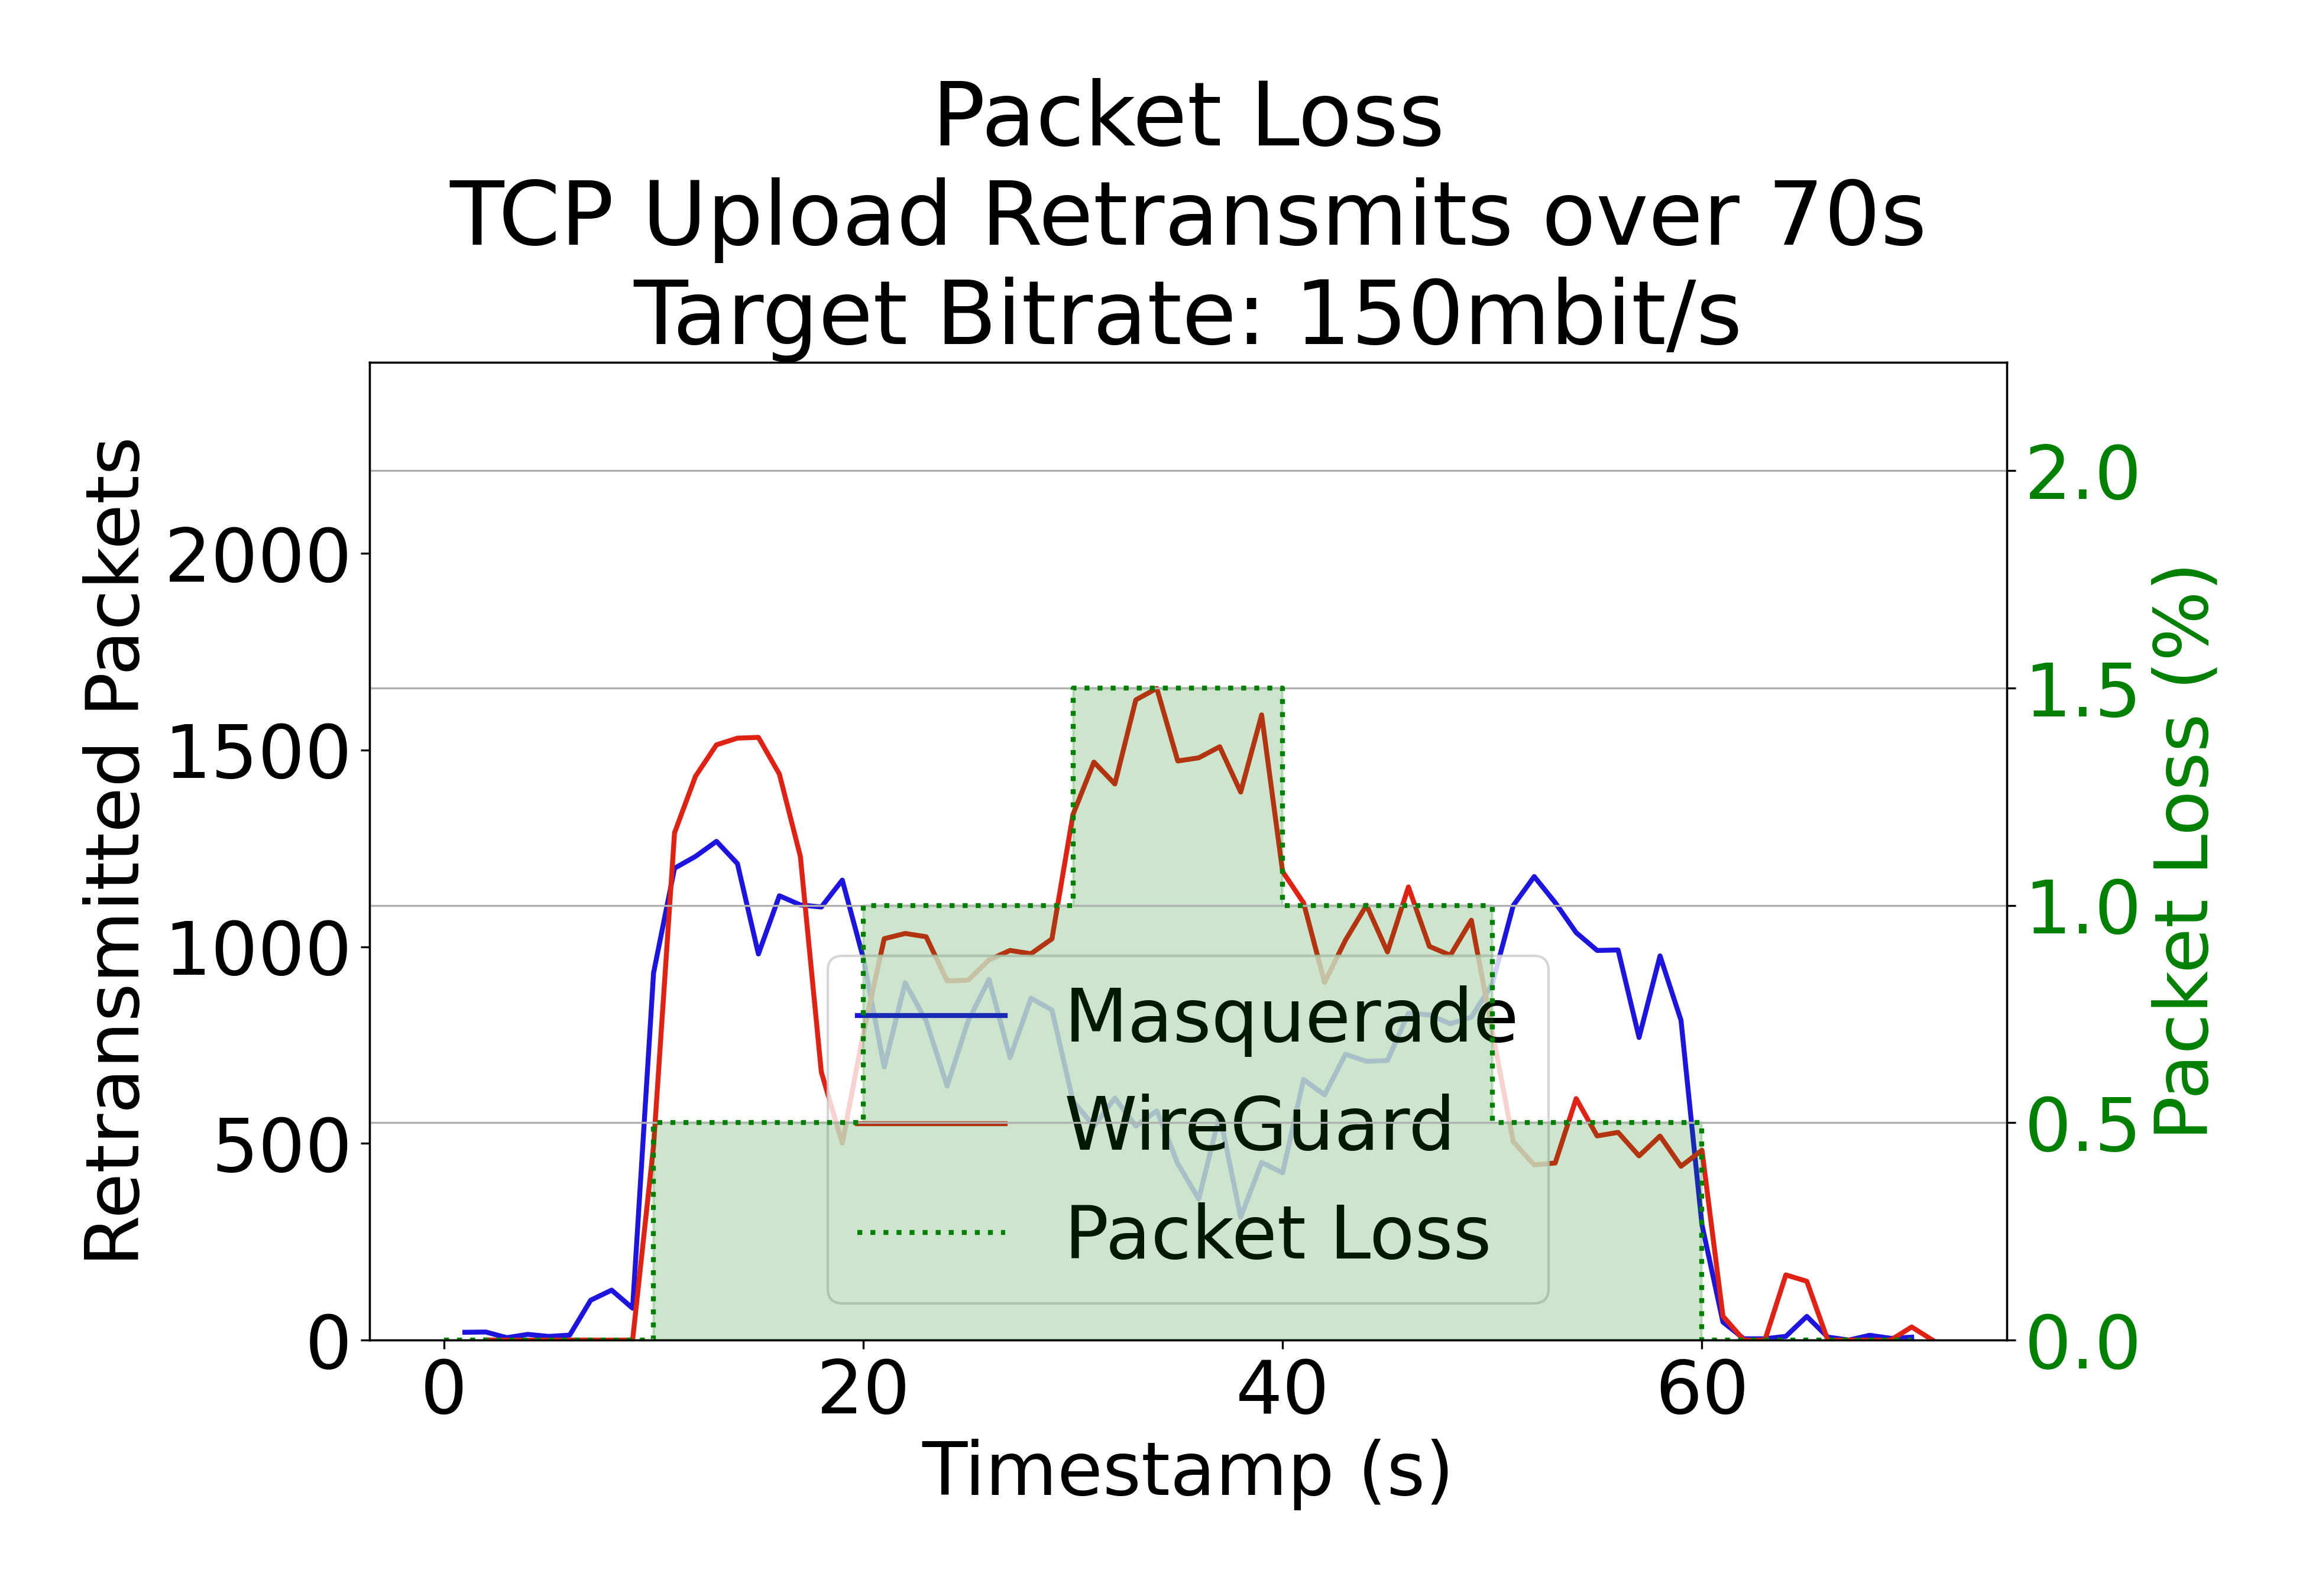 Packet Loss
TCP Upload Retransmits over 70s
Target Bitrate: 150mbit/s
Retransmitted Packets
2000
1500
1000
500
0
2.0
1.5
1.0
0.5
0.0
Packet Loss (%)
Masquerade
WireGuard
Packet Loss
0 20 40 60
Timestamp (s)